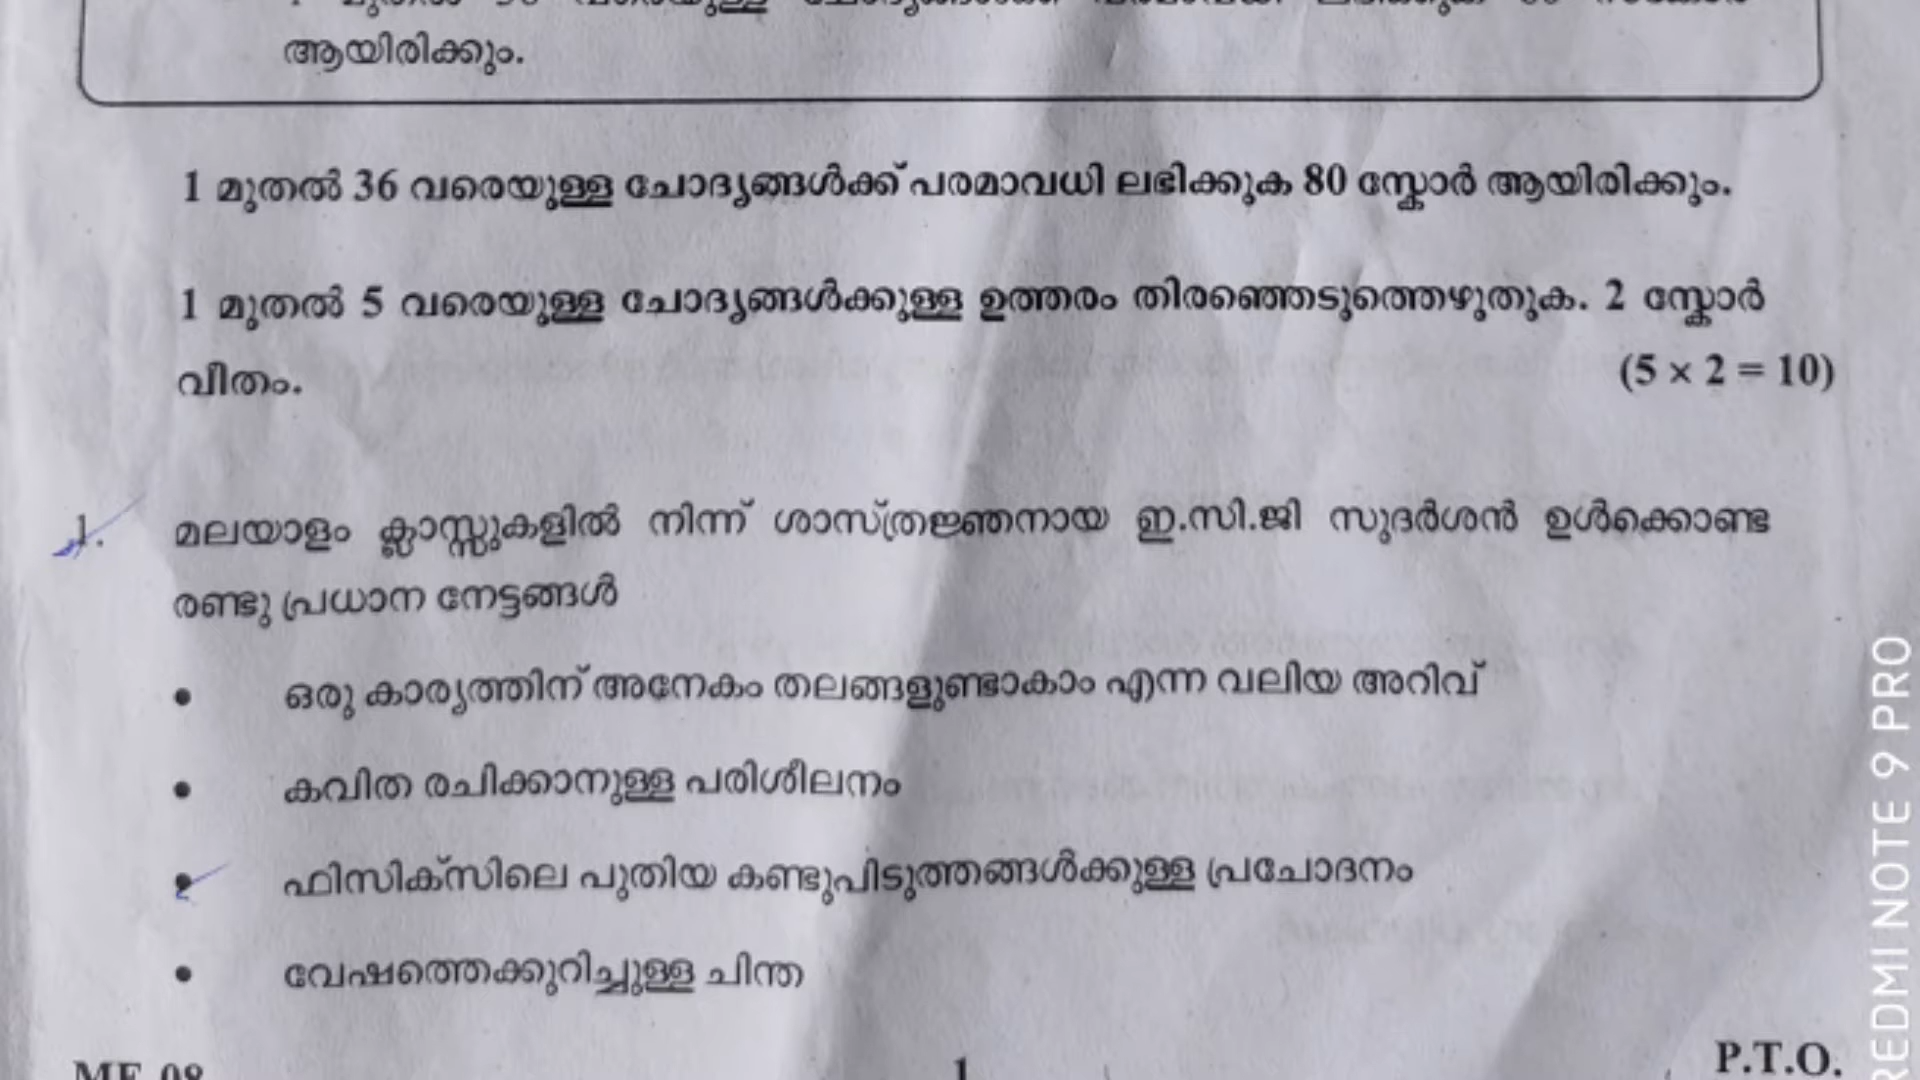 ആയിരിക്കും.
1 മുതൽ 36 വരെയുള്ള ചോദ്യങ്ങൾക്ക് പരമാവധി ലഭിക്കുക 80 സ്കോർ ആയിരിക്കും.
1 മുതൽ 5 വരെയുള്ള ചോദ്യങ്ങൾക്കുള്ള ഉത്തരം തിരഞ്ഞെടുത്തെഴുതുക. 2 സ്കോർ
വീതം. (5 × 2 = 10)
1. മലയാളം ക്ലാസ്സുകളിൽ നിന്ന് ശാസ്ത്രജ്ഞനായ ഇ.സി.ജി സുദർശൻ ഉൾക്കൊണ്ട
രണ്ടു പ്രധാന നേട്ടങ്ങൾ
• ഒരു കാര്യത്തിന് അനേകം തലങ്ങളുണ്ടാകാം എന്ന വലിയ അറിവ്
• കവിത രചിക്കാനുള്ള പരിശീലനം
• ഫിസിക്സിലെ പുതിയ കണ്ടുപിടുത്തങ്ങൾക്കുള്ള പ്രചോദനം
• വേഷത്തെക്കുറിച്ചുള്ള ചിന്ത
1 P.T.O.
REDMI NOTE 9 PRO